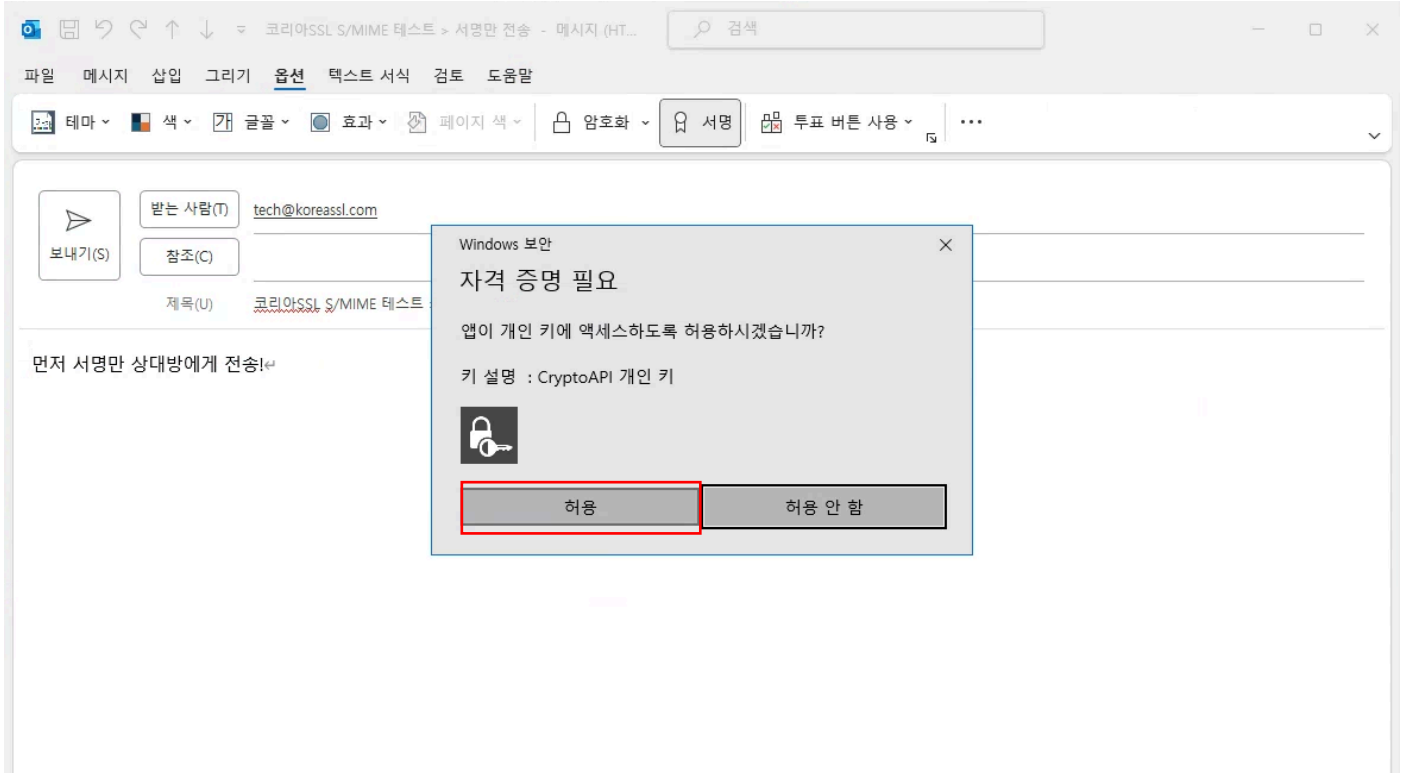 코리아SSL S/MIME 테스트 > 서명만 전송 - 메시지 (HT... 검색
파일 메시지 삽입 그리기 옵션 텍스트 서식 검토 도움말
테마 색 가 글꼴 효과 페이지 색 암호화 서명 투표 버튼 사용 ...
보내기(S)
받는 사람(T) tech@koreassl.com
참조(C)
제목(U) 코리아SSL S/MIME 테스트
먼저 서명만 상대방에게 전송!
Windows 보안
자격 증명 필요
앱이 개인 키에 액세스하도록 허용하시겠습니까?
키 설명 : CryptoAPI 개인 키
허용 허용 안 함